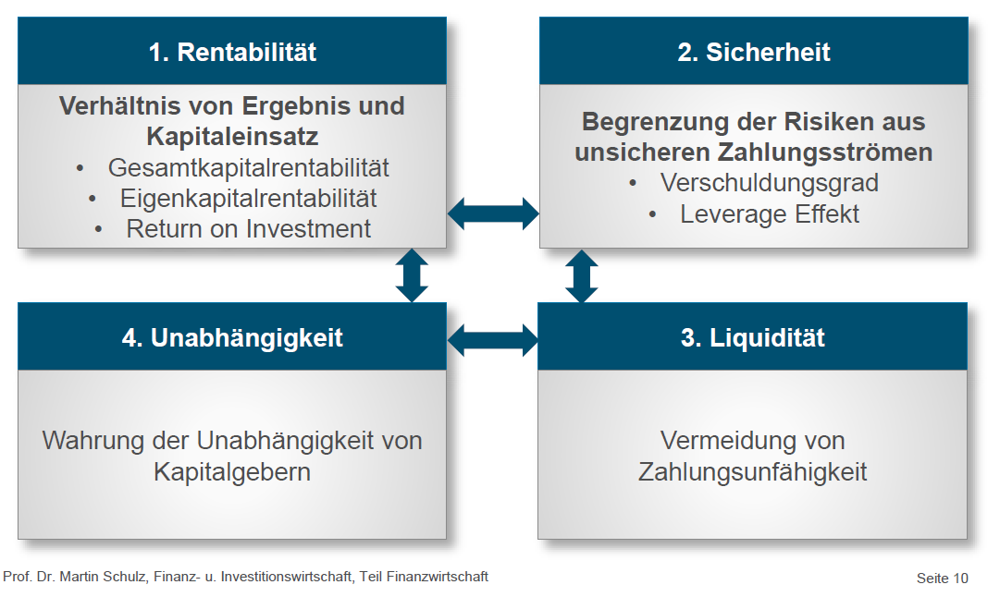 1. Rentabilität
Verhältnis von Ergebnis und
Kapitaleinsatz
• Gesamtkapitalrentabilität
• Eigenkapitalrentabilität
• Return on Investment
2. Sicherheit
Begrenzung der Risiken aus
unsicheren Zahlungsströmen
• Verschuldungsgrad
• Leverage Effekt
4. Unabhängigkeit
Wahrung der Unabhängigkeit von
Kapitalgebern
3. Liquidität
Vermeidung von
Zahlungsunfähigkeit
Prof. Dr. Martin Schulz, Finanz- u. Investitionswirtschaft, Teil Finanzwirtschaft
Seite 10